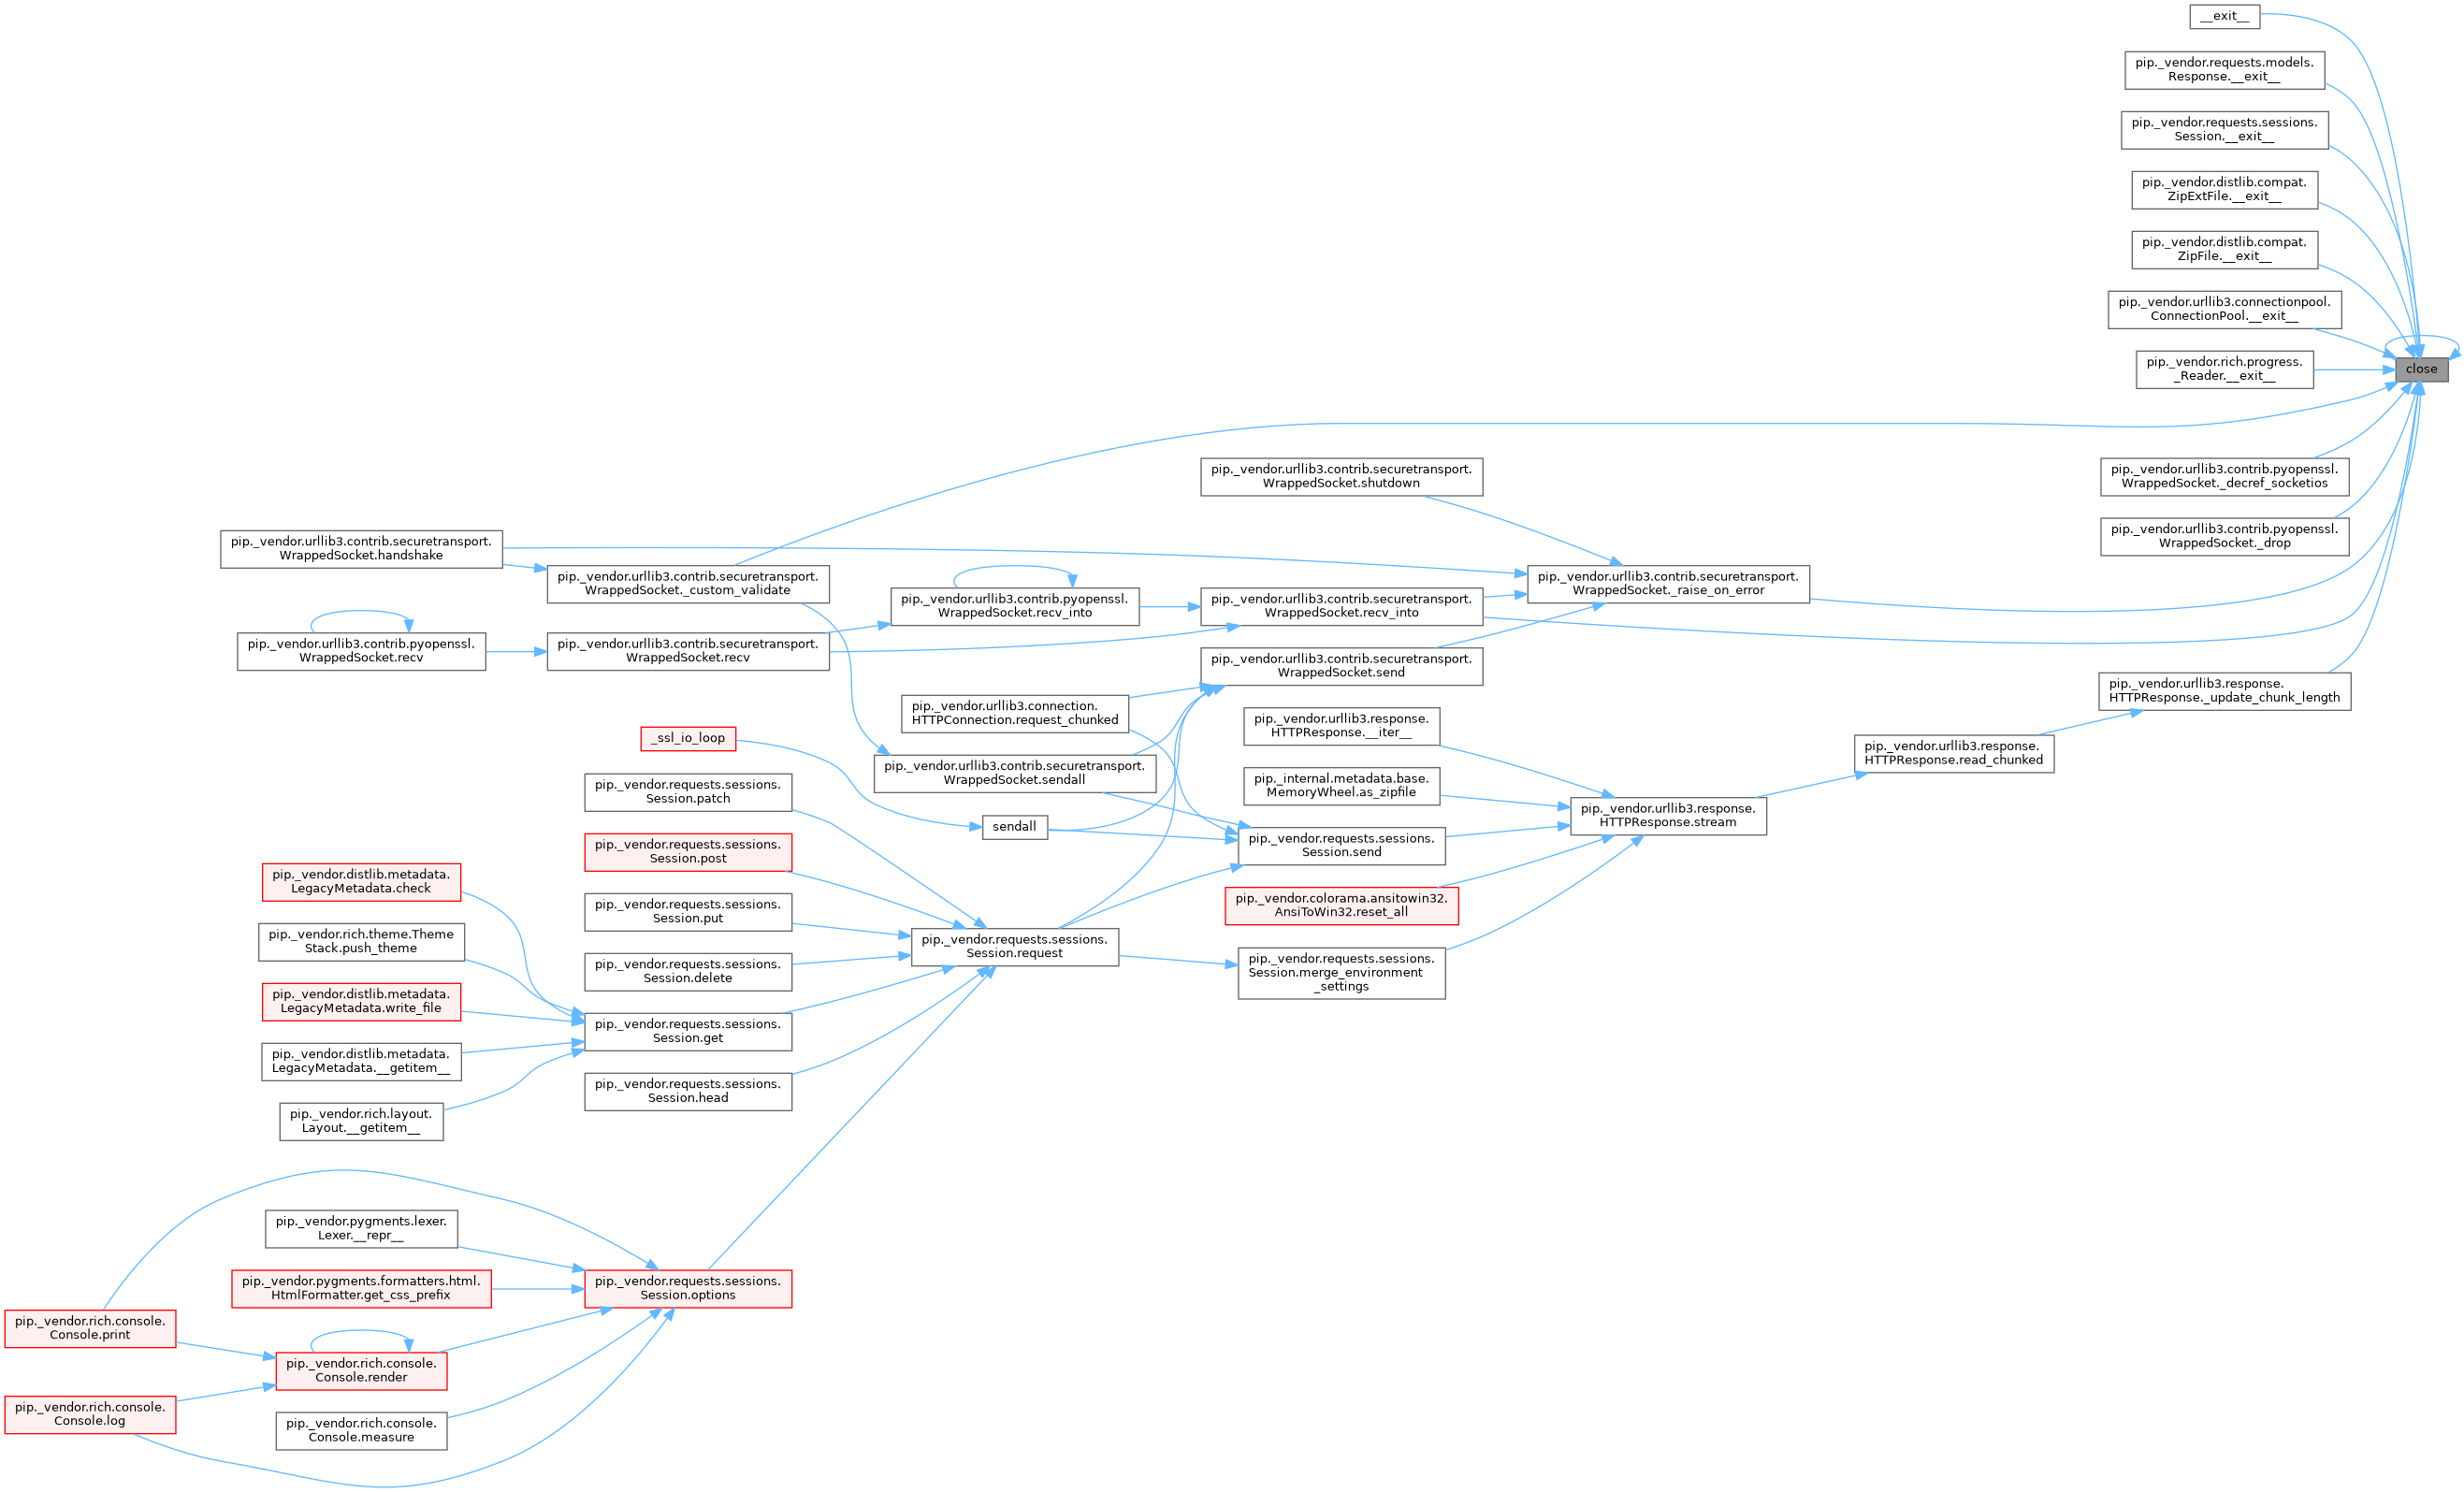 __exit__
pip._vendor.requests.models.
Response.__exit__
pip._vendor.requests.sessions.
Session.__exit__
pip._vendor.distlib.compat.
ZipExtFile.__exit__
pip._vendor.distlib.compat.
ZipFile.__exit__
pip._vendor.urllib3.connectionpool.
ConnectionPool.__exit__
pip._vendor.rich.progress.
_Reader.__exit__
close
pip._vendor.urllib3.contrib.pyopenssl.
WrappedSocket._decref_socketios
pip._vendor.urllib3.contrib.pyopenssl.
WrappedSocket._drop
pip._vendor.urllib3.contrib.securetransport.
WrappedSocket.shutdown
pip._vendor.urllib3.contrib.securetransport.
WrappedSocket.handshake
pip._vendor.urllib3.contrib.securetransport.
WrappedSocket._custom_validate
pip._vendor.urllib3.contrib.pyopenssl.
WrappedSocket.recv_into
pip._vendor.urllib3.contrib.securetransport.
WrappedSocket.recv_into
pip._vendor.urllib3.contrib.securetransport.
WrappedSocket._raise_on_error
pip._vendor.urllib3.contrib.pyopenssl.
WrappedSocket.recv
pip._vendor.urllib3.contrib.securetransport.
WrappedSocket.recv
pip._vendor.urllib3.contrib.securetransport.
WrappedSocket.send
pip._vendor.urllib3.response.
HTTPResponse._update_chunk_length
pip._vendor.urllib3.connection.
HTTPConnection.request_chunked
pip._vendor.urllib3.response.
HTTPResponse.__iter__
pip._vendor.urllib3.response.
HTTPResponse.read_chunked
_ssl_io_loop
pip._vendor.urllib3.contrib.securetransport.
WrappedSocket.sendall
pip._internal.metadata.base.
MemoryWheel.as_zipfile
pip._vendor.requests.sessions.
Session.patch
pip._vendor.urllib3.response.
HTTPResponse.stream
sendall
pip._vendor.requests.sessions.
Session.send
pip._vendor.requests.sessions.
Session.post
pip._vendor.colorama.ansitowin32.
AnsiToWin32.reset_all
pip._vendor.distlib.metadata.
LegacyMetadata.check
pip._vendor.requests.sessions.
Session.put
pip._vendor.rich.theme.Theme
Stack.push_theme
pip._vendor.requests.sessions.
Session.request
pip._vendor.requests.sessions.
Session.merge_environment
_settings
pip._vendor.requests.sessions.
Session.delete
pip._vendor.distlib.metadata.
LegacyMetadata.write_file
pip._vendor.requests.sessions.
Session.get
pip._vendor.distlib.metadata.
LegacyMetadata.__getitem__
pip._vendor.requests.sessions.
Session.head
pip._vendor.rich.layout.
Layout.__getitem__
pip._vendor.pygments.lexer.
Lexer.__repr__
pip._vendor.pygments.formatters.html.
HtmlFormatter.get_css_prefix
pip._vendor.requests.sessions.
Session.options
pip._vendor.rich.console.
Console.print
pip._vendor.rich.console.
Console.render
pip._vendor.rich.console.
Console.log
pip._vendor.rich.console.
Console.measure